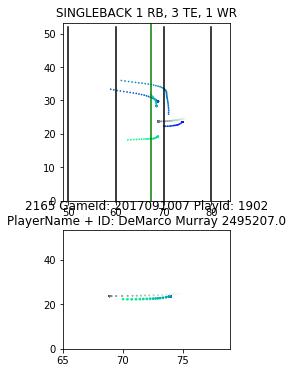 SINGLEBACK 1 RB, 3 TE, 1 WR
50
40
30
20
10
0
50 60 70 80
2165 GameId: 2017091007 PlayId: 1902
PlayerName + ID: DeMarco Murray 2495207.0
40
20
0
65 70 75